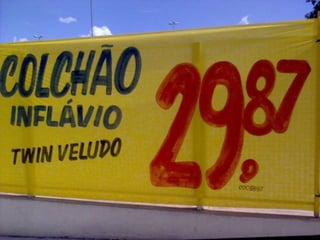 COLCHÃO
INFLÁVIO
TWIN VELUDO
29,87